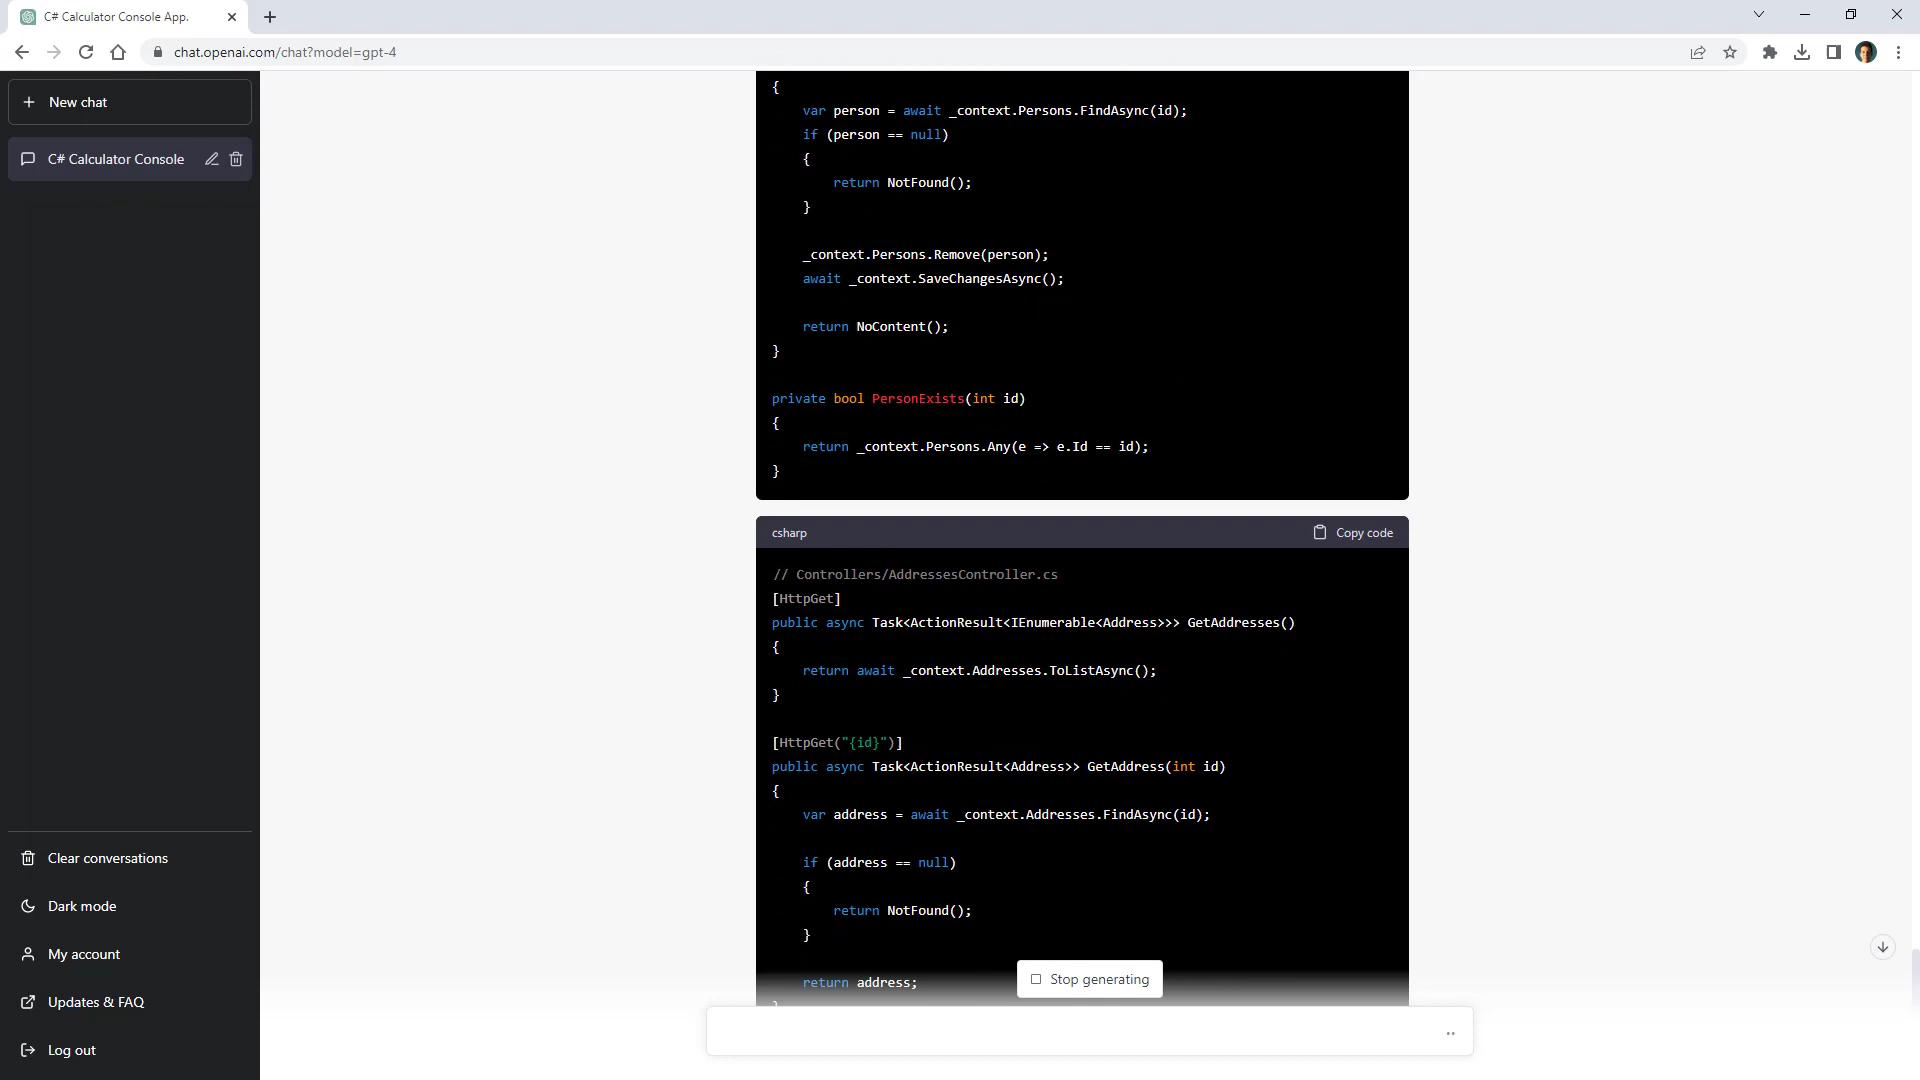 C# Calculator Console App.
chat.openai.com/chat?model=gpt-4
New chat
C# Calculator Console
Clear conversations
Dark mode
My account
Updates & FAQ
Log out
{
    var person = await _context.Persons.FindAsync(id);
    if (person == null)
    {
        return NotFound();
    }
    _context.Persons.Remove(person);
    await _context.SaveChangesAsync();
    return NoContent();
}
private bool PersonExists(int id)
{
    return _context.Persons.Any(e => e.Id == id);
}
csharp
Copy code
// Controllers/AddressesController.cs
[HttpGet]
public async Task<ActionResult<IEnumerable<Address>>> GetAddresses()
{
    return await _context.Addresses.ToListAsync();
}
[HttpGet("{id}")]
public async Task<ActionResult<Address>> GetAddress(int id)
{
    var address = await _context.Addresses.FindAsync(id);
    if (address == null)
    {
        return NotFound();
    }
    return address;
Stop generating